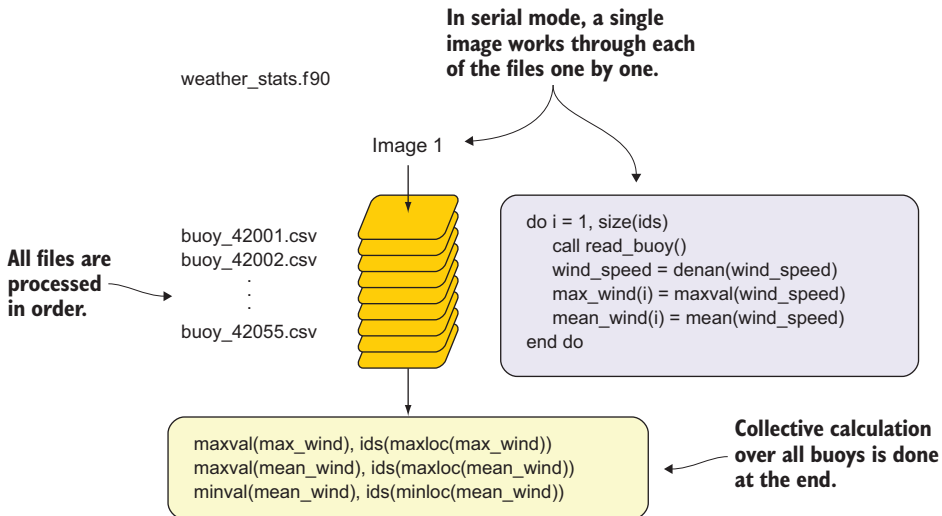 In serial mode, a single
image works through each
of the files one by one.
weather_stats.f90
Image 1
do i = 1, size(ids)
call read_buoy()
wind_speed = denan(wind_speed)
max_wind(i) = maxval(wind_speed)
mean_wind(i) = mean(wind_speed)
end do
All files are
processed
in order.
buoy_42001.csv
buoy_42002.csv
.
.
.
buoy_42055.csv
maxval(max_wind), ids(maxloc(max_wind))
maxval(mean_wind), ids(maxloc(mean_wind))
minval(mean_wind), ids(minloc(mean_wind))
Collective calculation
over all buoys is done
at the end.